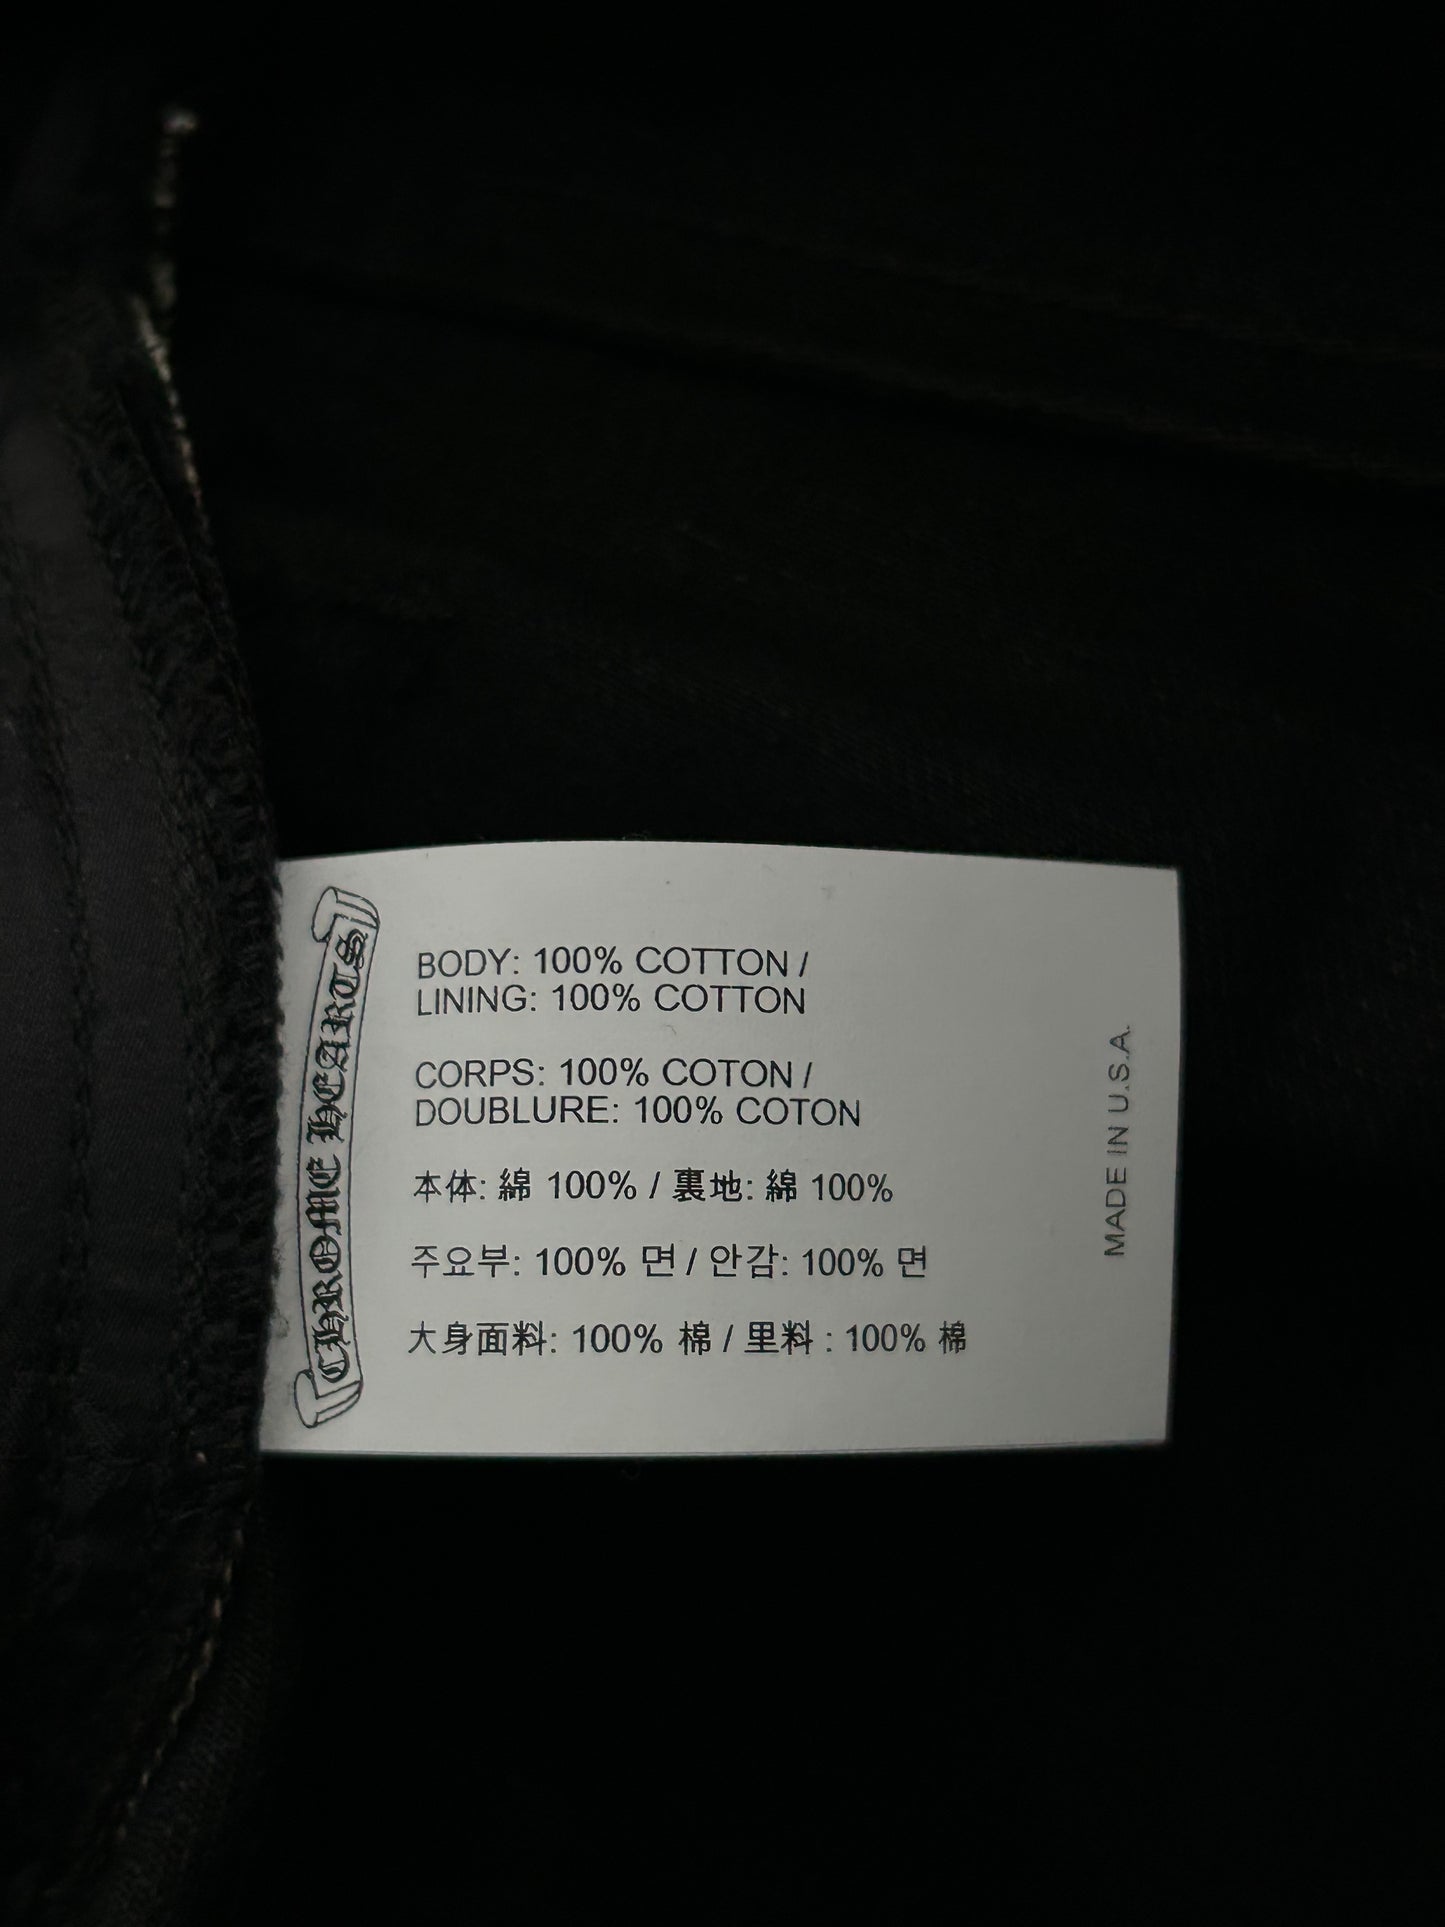 CHROME HEARTS
BODY: 100% COTTON /
LINING: 100% COTTON
CORPS: 100% COTON /
DOUBLURE: 100% COTON
本体: 綿 100% / 裏地: 綿 100%
주요부: 100% 면 / 안감: 100% 면
大身面料: 100% 棉 / 里料 : 100% 棉
MADE IN U.S.A.